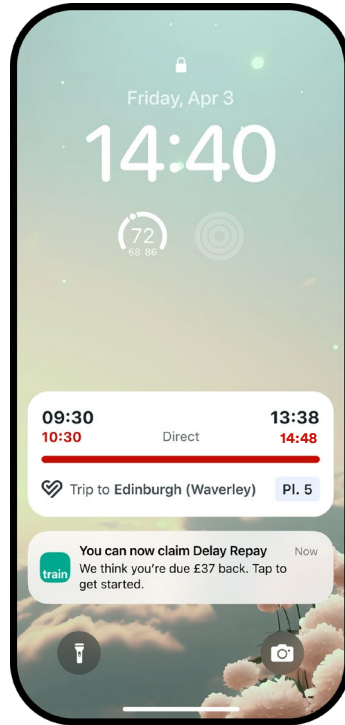 Friday, Apr 3
14:40
72
68 86
09:30 13:38
10:30 Direct 14:48
Trip to Edinburgh (Waverley) Pl. 5
You can now claim Delay Repay Now
train We think you're due £37 back. Tap to
get started.